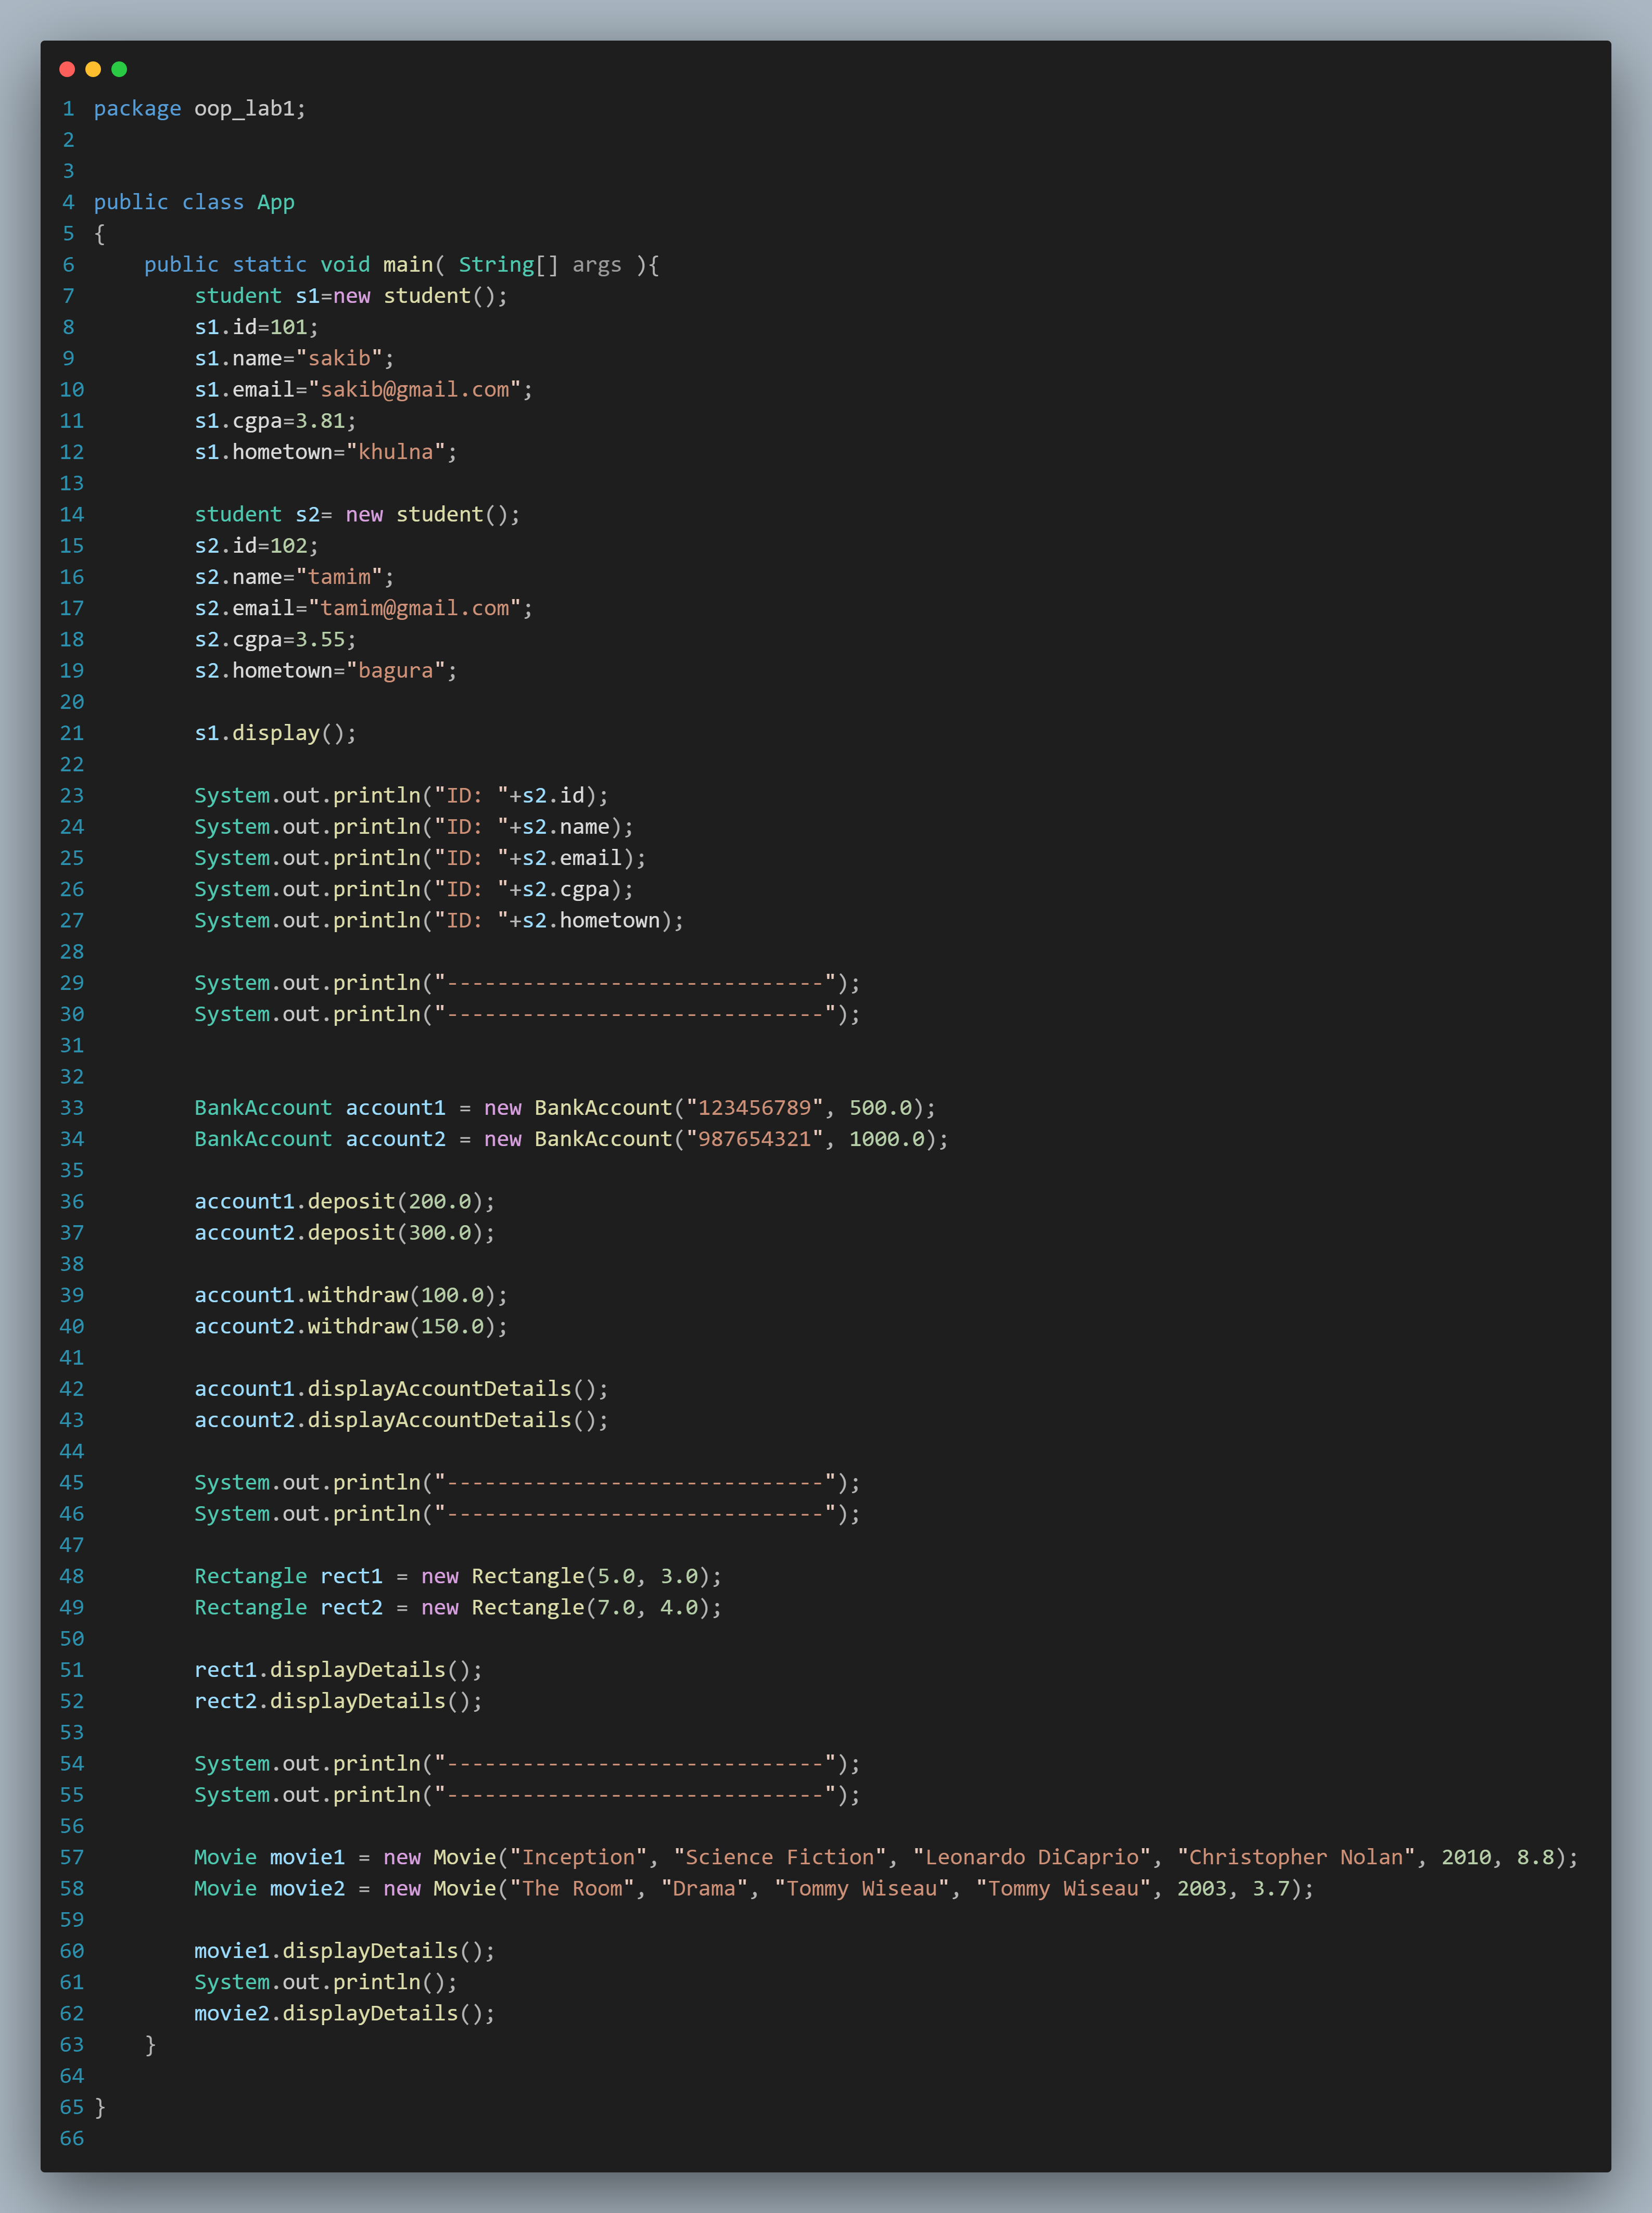 1 package oop_lab1;
2
3
4 public class App
5 {
6     public static void main( String[] args ){
7         student s1=new student();
8         s1.id=101;
9         s1.name="sakib";
10         s1.email="sakib@gmail.com";
11         s1.cgpa=3.81;
12         s1.hometown="khulna";
13
14         student s2= new student();
15         s2.id=102;
16         s2.name="tamim";
17         s2.email="tamim@gmail.com";
18         s2.cgpa=3.55;
19         s2.hometown="bagura";
20
21         s1.display();
22
23         System.out.println("ID: "+s2.id);
24         System.out.println("ID: "+s2.name);
25         System.out.println("ID: "+s2.email);
26         System.out.println("ID: "+s2.cgpa);
27         System.out.println("ID: "+s2.hometown);
28
29         System.out.println("------------------------------");
30         System.out.println("------------------------------");
31
32
33         BankAccount account1 = new BankAccount("123456789", 500.0);
34         BankAccount account2 = new BankAccount("987654321", 1000.0);
35
36         account1.deposit(200.0);
37         account2.deposit(300.0);
38
39         account1.withdraw(100.0);
40         account2.withdraw(150.0);
41
42         account1.displayAccountDetails();
43         account2.displayAccountDetails();
44
45         System.out.println("------------------------------");
46         System.out.println("------------------------------");
47
48         Rectangle rect1 = new Rectangle(5.0, 3.0);
49         Rectangle rect2 = new Rectangle(7.0, 4.0);
50
51         rect1.displayDetails();
52         rect2.displayDetails();
53
54         System.out.println("------------------------------");
55         System.out.println("------------------------------");
56
57         Movie movie1 = new Movie("Inception", "Science Fiction", "Leonardo DiCaprio", "Christopher Nolan", 2010, 8.8);
58         Movie movie2 = new Movie("The Room", "Drama", "Tommy Wiseau", "Tommy Wiseau", 2003, 3.7);
59
60         movie1.displayDetails();
61         System.out.println();
62         movie2.displayDetails();
63     }
64
65 }
66